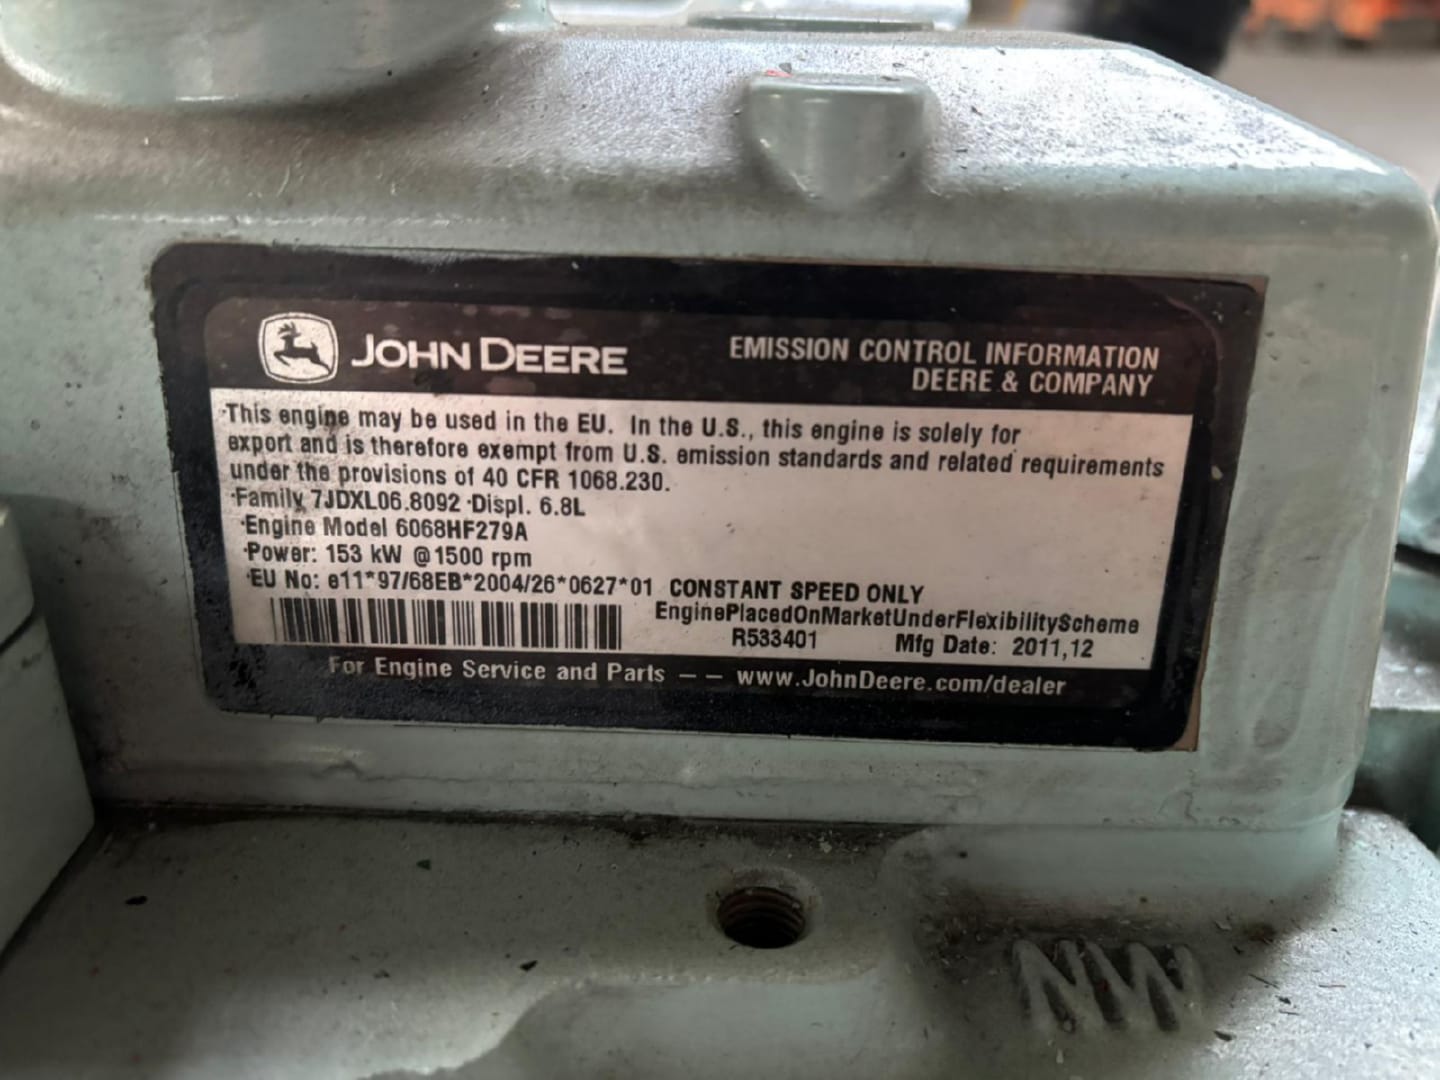 JOHN DEERE
EMISSION CONTROL INFORMATION
DEERE & COMPANY
·This engine may be used in the EU. In the U.S., this engine is solely for
export and is therefore exempt from U.S. emission standards and related requirements
under the provisions of 40 CFR 1068.230.
·Family 7JDXL06.8092 ·Displ. 6.8L
·Engine Model 6068HF279A
·Power: 153 kW @1500 rpm
·EU No: e11*97/68EB*2004/26*0627*01 CONSTANT SPEED ONLY
EnginePlacedOnMarketUnderFlexibilityScheme
R533401 Mfg Date: 2011,12
For Engine Service and Parts – – www.JohnDeere.com/dealer
NW